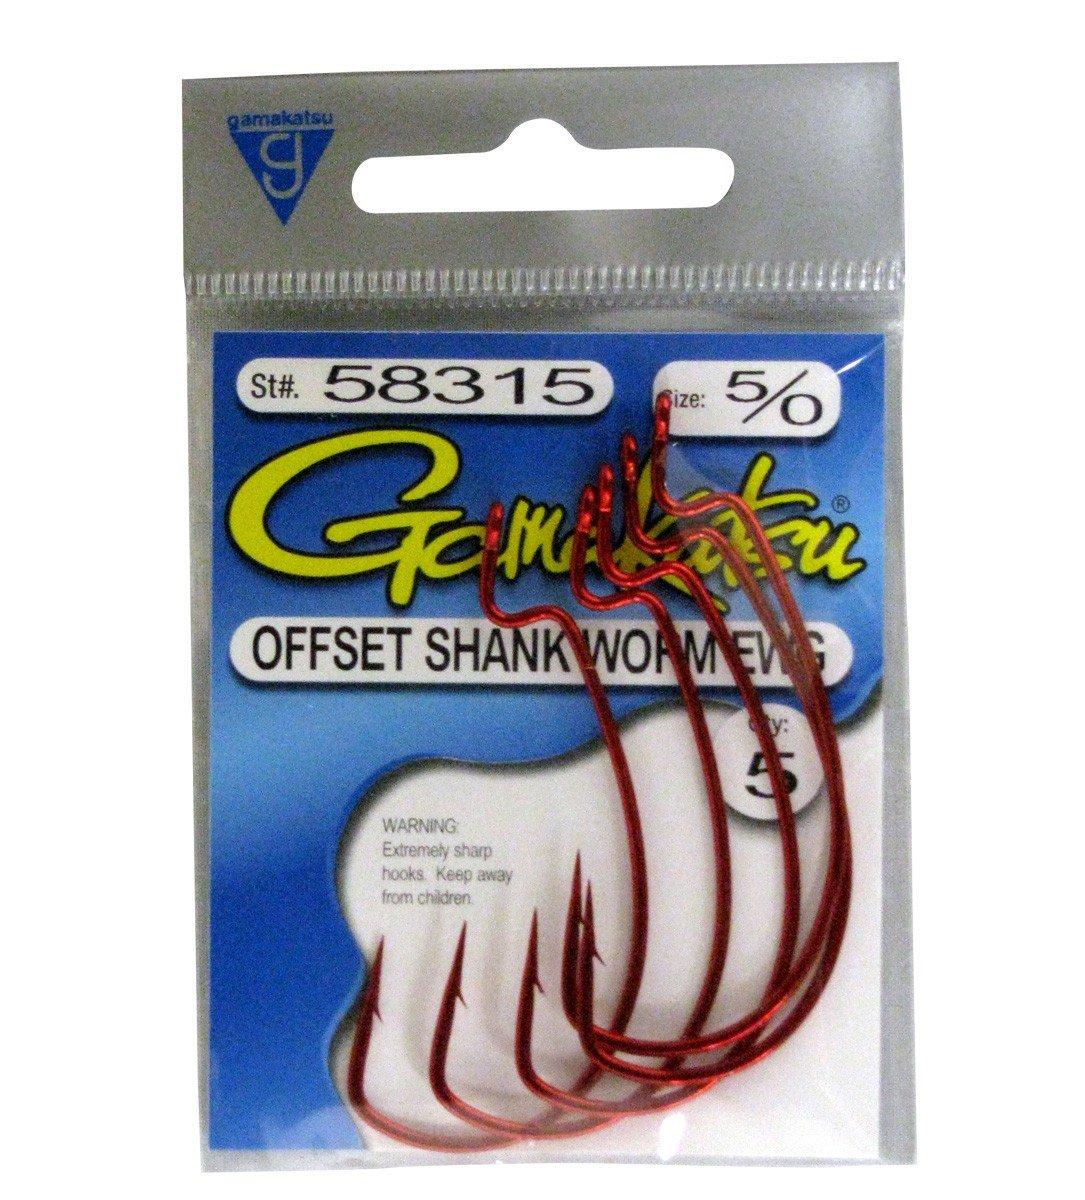 gamakatsu
g
St#. 58315
Size: 5/0
Gamakatsu ®
OFFSET SHANK WORM EWG
Qty:
5
WARNING:
Extremely sharp
hooks. Keep away
from children.